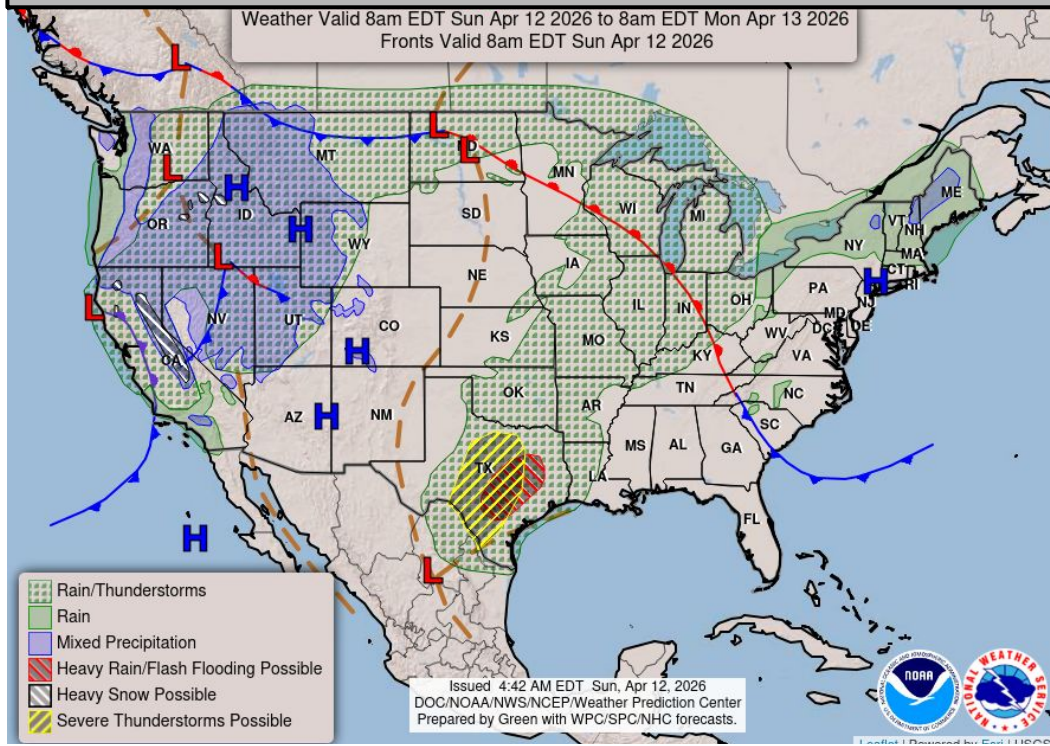 Weather Valid 8am EDT Sun Apr 12 2026 to 8am EDT Mon Apr 13 2026
Fronts Valid 8am EDT Sun Apr 12 2026
L
L
L
WA
MT
ND
L
MN
ME
L
H
OR
ID
SD
WI
MI
VT
NH
NY
H
WY
MA
L
IA
CT
RI
NE
PA
H
L
NV
UT
OH
NJ
IL
IN
MD
CO
DC
DE
KS
MO
WV
CA
H
KY
VA
TN
OK
NC
AZ
H
NM
AR
SC
MS
AL
GA
TX
LA
FL
H
L
Rain/Thunderstorms
Rain
Mixed Precipitation
Heavy Rain/Flash Flooding Possible
Heavy Snow Possible
Severe Thunderstorms Possible
Issued 4:42 AM EDT Sun, Apr 12, 2026
DOC/NOAA/NWS/NCEP/Weather Prediction Center
Prepared by Green with WPC/SPC/NHC forecasts.
NOAA
NATIONAL WEATHER SERVICE
Leaflet | Powered by Esri | USGS